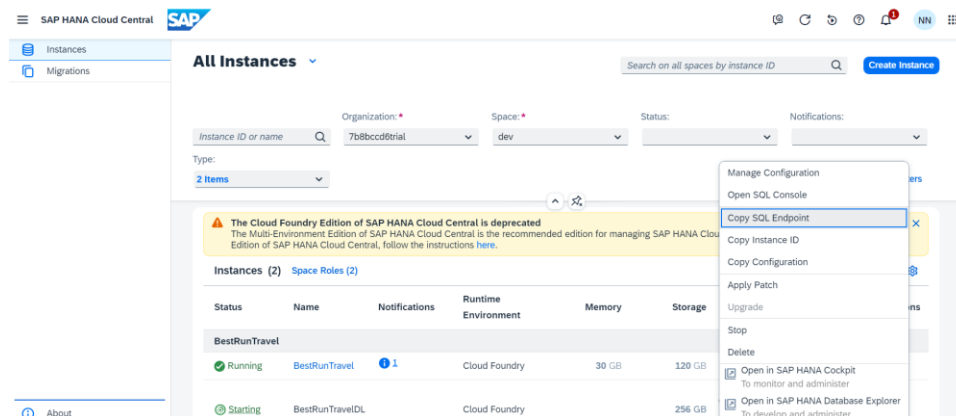 SAP HANA Cloud Central SAP
1 NN
Instances
Migrations
All Instances
Search on all spaces by instance ID
Create Instance
Organization:* Space:* Status: Notifications:
Instance ID or name 7b8bccd6trial dev
Type:
2 Items
Manage Configuration
Open SQL Console
Copy SQL Endpoint
Copy Instance ID
Copy Configuration
Apply Patch
Upgrade
Stop
Delete
Open in SAP HANA Cockpit
To monitor and administer
Open in SAP HANA Database Explorer
To develop and administer
The Cloud Foundry Edition of SAP HANA Cloud Central is deprecated
The Multi-Environment Edition of SAP HANA Cloud Central is the recommended edition for managing SAP HANA Clou
Edition of SAP HANA Cloud Central, follow the instructions here.
Instances (2) Space Roles (2)
Status Name Notifications Runtime Environment Memory Storage
BestRunTravel
Running BestRunTravel 1 Cloud Foundry 30 GB 120 GB
Starting BestRunTravelDL Cloud Foundry 256 GB
About